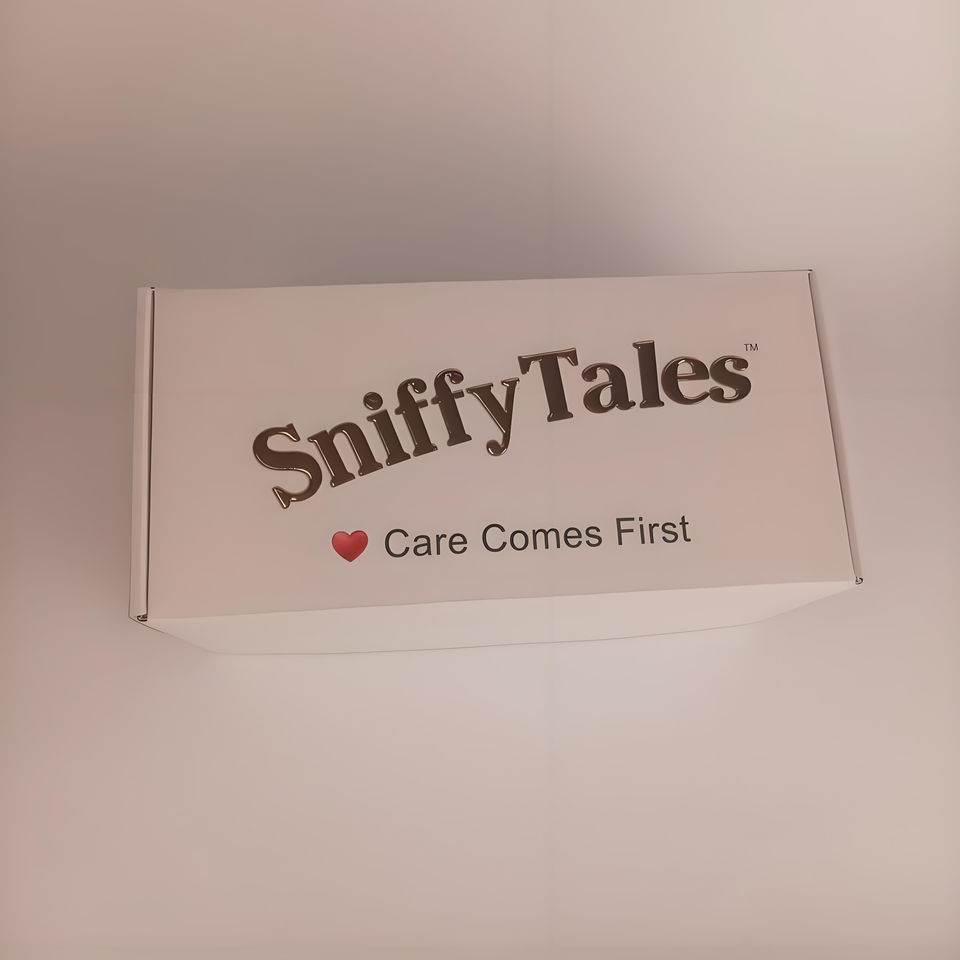 SniffyTales™
❤️ Care Comes First